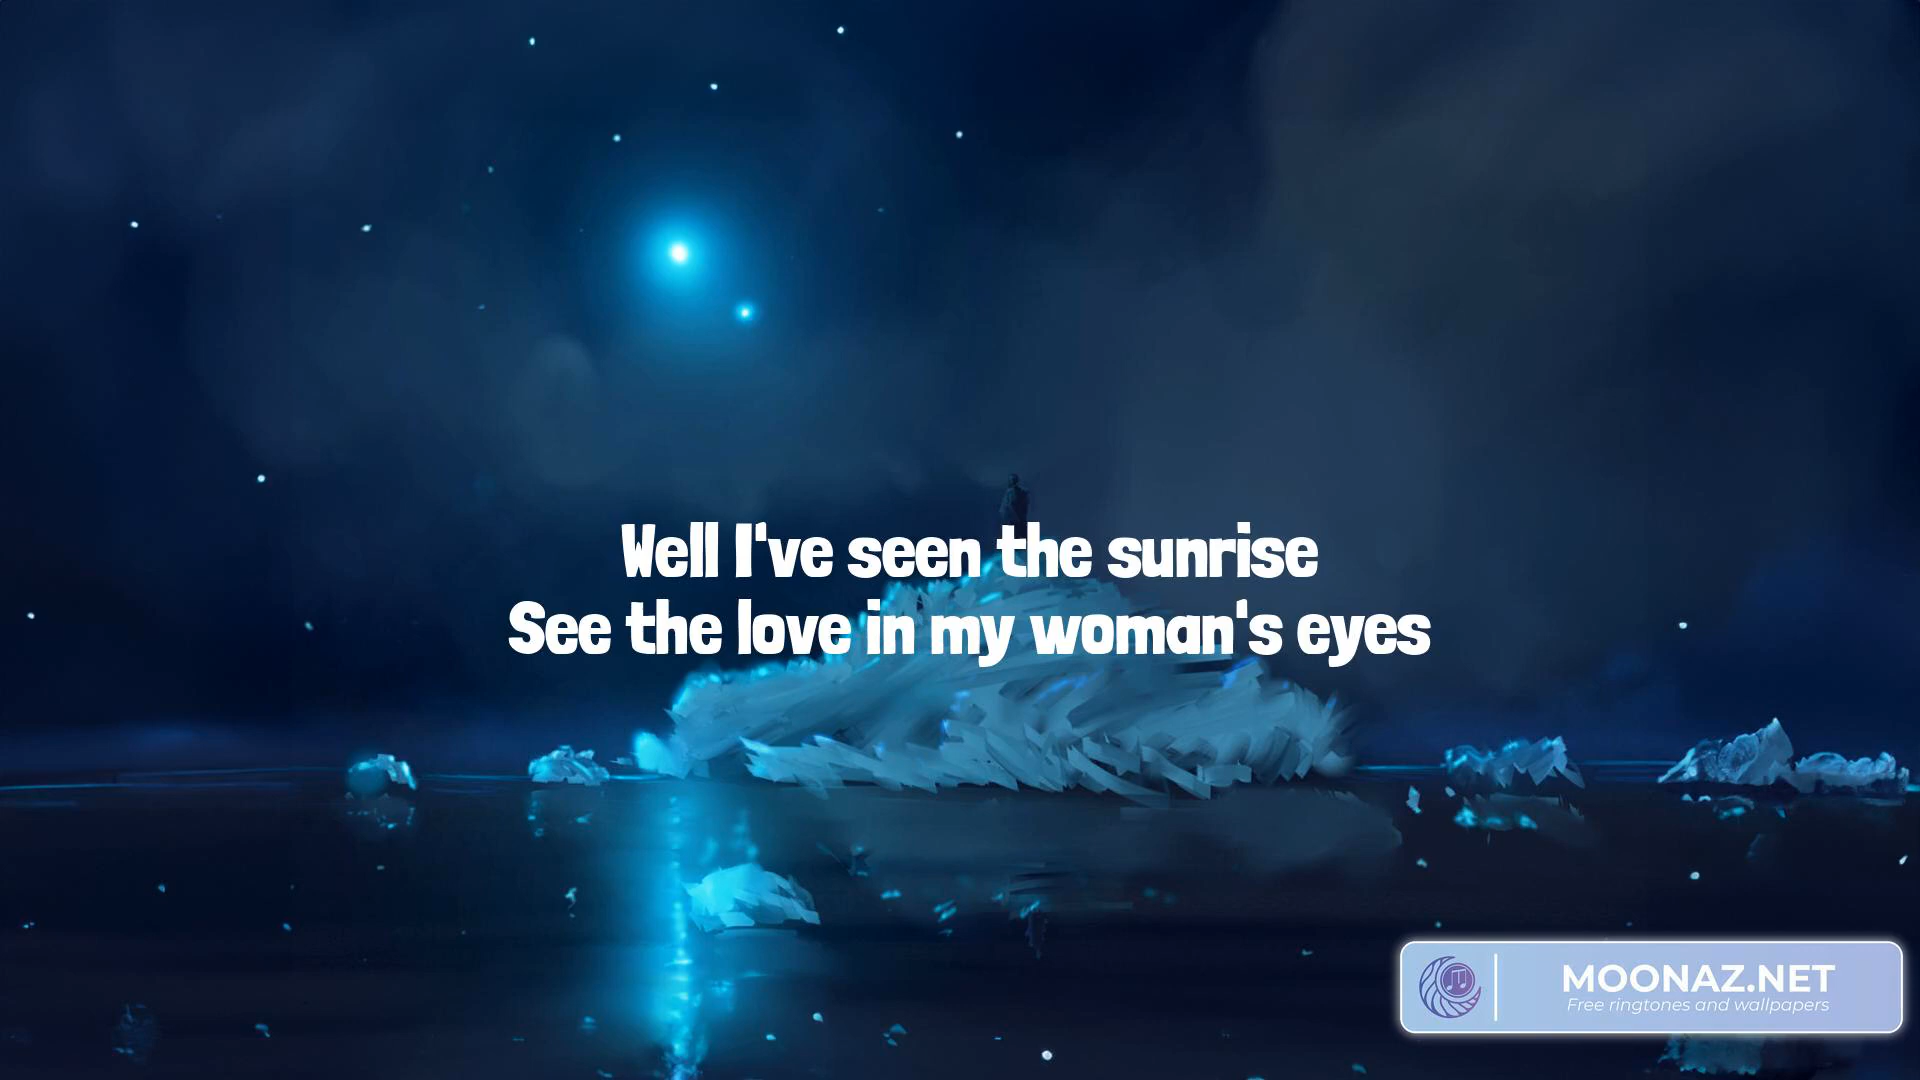 Well I've seen the sunrise
See the love in my woman's eyes
MOONAZ.NET
Free ringtones and wallpapers